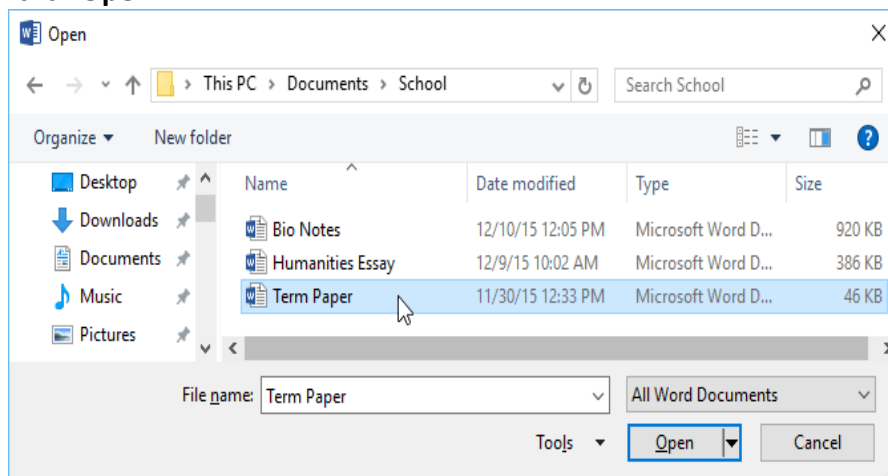 Open
This PC > Documents > School
Search School
Organize
New folder
Name
Date modified
Type
Size
Desktop
Downloads
Documents
Music
Pictures
Bio Notes 12/10/15 12:05 PM Microsoft Word D... 920 KB
Humanities Essay 12/9/15 10:02 AM Microsoft Word D... 386 KB
Term Paper 11/30/15 12:33 PM Microsoft Word D... 46 KB
File name: Term Paper
All Word Documents
Tools
Open
Cancel